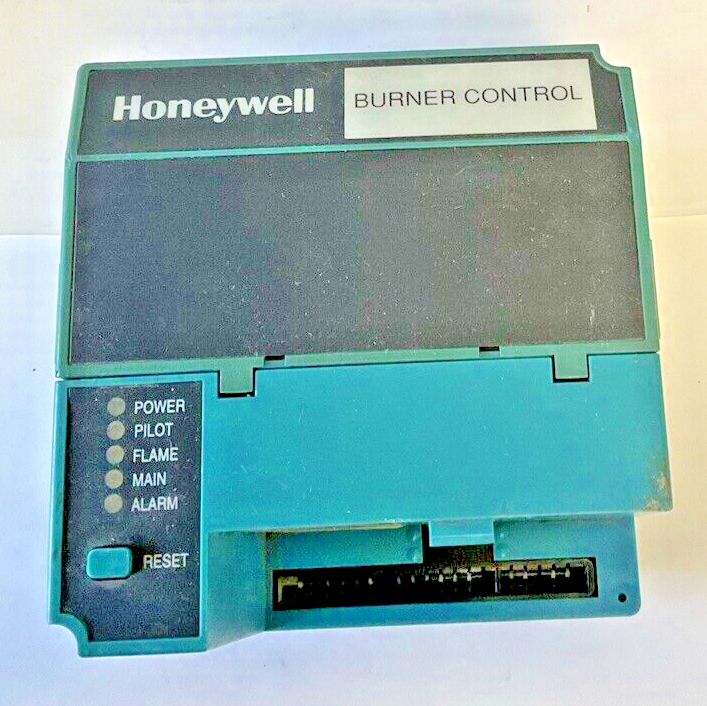 Honeywell
BURNER CONTROL
POWER
PILOT
FLAME
MAIN
ALARM
RESET